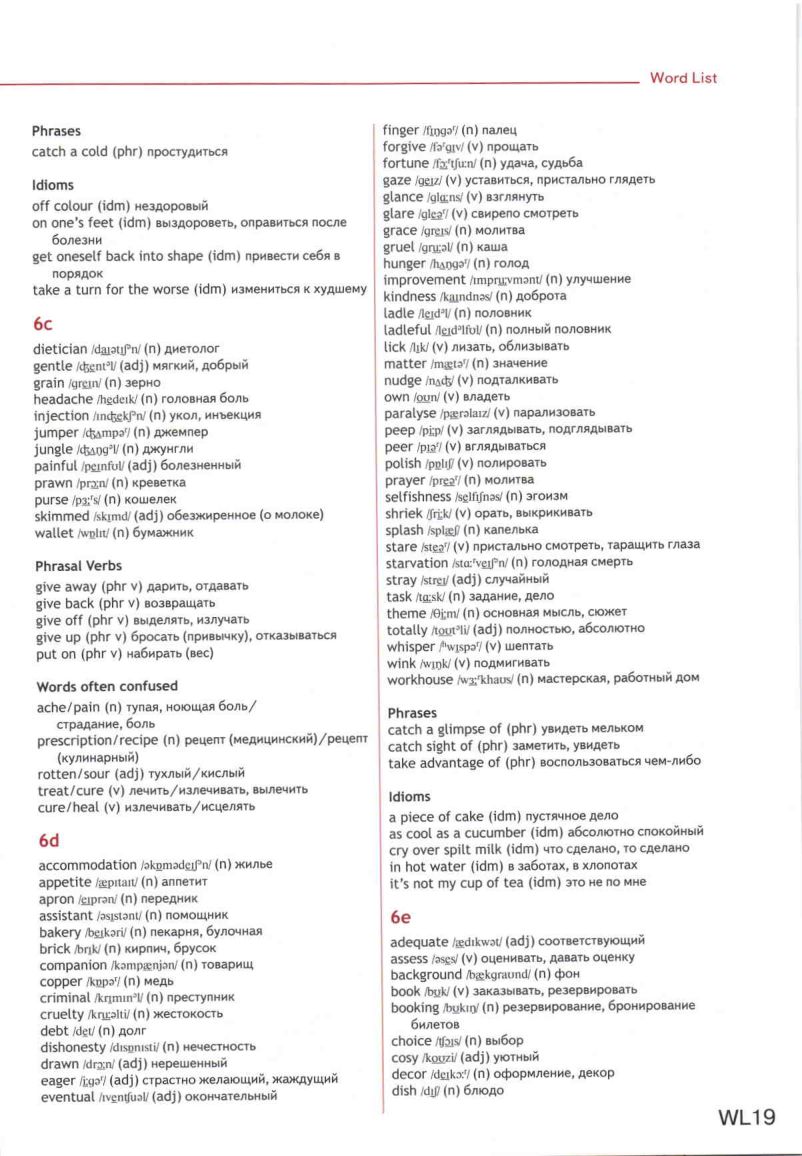 Word List
Phrases
catch a cold (phr) простудиться
Idioms
off colour (idm) нездоровый
on one's feet (idm) выздороветь, оправиться после
болезни
get oneself back into shape (idm) привести себя в
порядок
take a turn for the worse (idm) измениться к худшему
6c
dietician /daɪətɪʃᵊn/ (n) диетолог
gentle /dʒentᵊl/ (adj) мягкий, добрый
grain /greɪn/ (n) зерно
headache /hedeɪk/ (n) головная боль
injection /ɪndʒekʃᵊn/ (n) укол, инъекция
jumper /dʒʌmpəʳ/ (n) джемпер
jungle /dʒʌŋgᵊl/ (n) джунгли
painful /peɪnfʊl/ (adj) болезненный
prawn /prɔːn/ (n) креветка
purse /pɜːʳs/ (n) кошелек
skimmed /skɪmd/ (adj) обезжиренное (о молоке)
wallet /wɒlɪt/ (n) бумажник
Phrasal Verbs
give away (phr v) дарить, отдавать
give back (phr v) возвращать
give off (phr v) выделять, излучать
give up (phr v) бросать (привычку), отказываться
put on (phr v) набирать (вес)
Words often confused
ache/pain (n) тупая, ноющая боль/
страдание, боль
prescription/recipe (n) рецепт (медицинский)/рецепт
(кулинарный)
rotten/sour (adj) тухлый/кислый
treat/cure (v) лечить/излечивать, вылечить
cure/heal (v) излечивать/исцелять
6d
accommodation /əkɒmədeɪʃᵊn/ (n) жилье
appetite /æpɪtaɪt/ (n) аппетит
apron /eɪprən/ (n) передник
assistant /əsɪstənt/ (n) помощник
bakery /beɪkəri/ (n) пекарня, булочная
brick /brɪk/ (n) кирпич, брусок
companion /kəmpænjən/ (n) товарищ
copper /kɒpəʳ/ (n) медь
criminal /krɪmɪnᵊl/ (n) преступник
cruelty /kruːəlti/ (n) жестокость
debt /det/ (n) долг
dishonesty /dɪsɒnɪsti/ (n) нечестность
drawn /drɔːn/ (adj) нерешенный
eager /iːgəʳ/ (adj) страстно желающий, жаждущий
eventual /ɪventʃuəl/ (adj) окончательный
finger /fɪŋgəʳ/ (n) палец
forgive /fəʳgɪv/ (v) прощать
fortune /fɔːʳtʃuːn/ (n) удача, судьба
gaze /geɪz/ (v) уставиться, пристально глядеть
glance /glɑːns/ (v) взглянуть
glare /gleəʳ/ (v) свирепо смотреть
grace /greɪs/ (n) молитва
gruel /gruːəl/ (n) каша
hunger /hʌŋgəʳ/ (n) голод
improvement /ɪmpruːvmənt/ (n) улучшение
kindness /kaɪndnəs/ (n) доброта
ladle /leɪdᵊl/ (n) половник
ladleful /leɪdᵊlfʊl/ (n) полный половник
lick /lɪk/ (v) лизать, облизывать
matter /mætəʳ/ (n) значение
nudge /nʌdʒ/ (v) подталкивать
own /oʊn/ (v) владеть
paralyse /pærəlaɪz/ (v) парализовать
peep /piːp/ (v) заглядывать, подглядывать
peer /pɪəʳ/ (v) вглядываться
polish /pɒlɪʃ/ (v) полировать
prayer /preəʳ/ (n) молитва
selfishness /selfɪʃnəs/ (n) эгоизм
shriek /ʃriːk/ (v) орать, выкрикивать
splash /splæʃ/ (n) капелька
stare /steəʳ/ (v) пристально смотреть, таращить глаза
starvation /stɑːʳveɪʃᵊn/ (n) голодная смерть
stray /streɪ/ (adj) случайный
task /tɑːsk/ (n) задание, дело
theme /θiːm/ (n) основная мысль, сюжет
totally /toʊtᵊli/ (adj) полностью, абсолютно
whisper /ʰwɪspəʳ/ (v) шептать
wink /wɪŋk/ (v) подмигивать
workhouse /wɜːʳkhaʊs/ (n) мастерская, работный дом
Phrases
catch a glimpse of (phr) увидеть мельком
catch sight of (phr) заметить, увидеть
take advantage of (phr) воспользоваться чем-либо
Idioms
a piece of cake (idm) пустячное дело
as cool as a cucumber (idm) абсолютно спокойный
cry over spilt milk (idm) что сделано, то сделано
in hot water (idm) в заботах, в хлопотах
it's not my cup of tea (idm) это не по мне
6e
adequate /ædɪkwət/ (adj) соответствующий
assess /əses/ (v) оценивать, давать оценку
background /bækgraʊnd/ (n) фон
book /bʊk/ (v) заказывать, резервировать
booking /bʊkɪŋ/ (n) резервирование, бронирование
билетов
choice /tʃɔɪs/ (n) выбор
cosy /koʊzi/ (adj) уютный
decor /deɪkɔːʳ/ (n) оформление, декор
dish /dɪʃ/ (n) блюдо
WL19